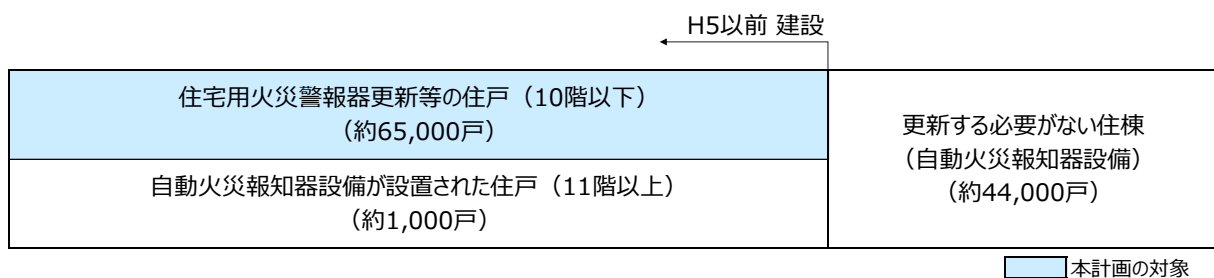 H5以前 建設
住宅用火災警報器更新等の住戸（10階以下）
（約65,000戸）
自動火災報知器設備が設置された住戸（11階以上）
（約1,000戸）
更新する必要がない住棟
（自動火災報知器設備）
（約44,000戸）
本計画の対象